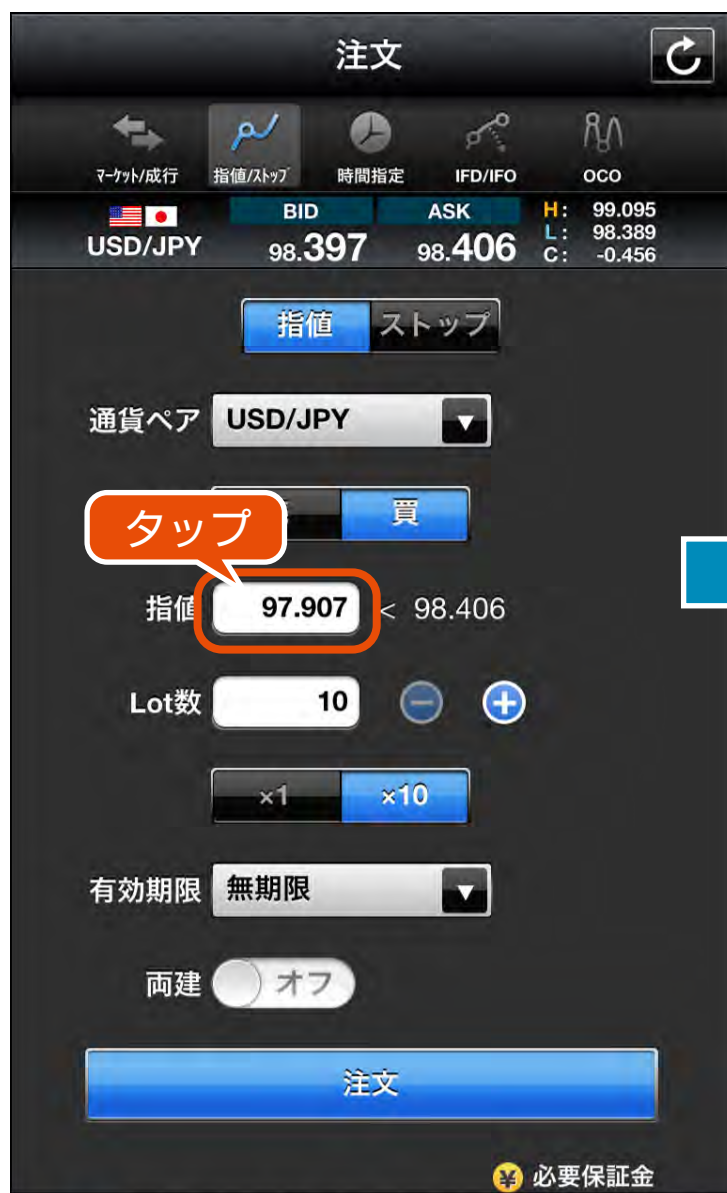 注文
マーケット/成行 指値/ストップ 時間指定 IFD/IFO OCO
BID ASK H: 99.095
USD/JPY 98.397 98.406 L: 98.389
C: -0.456
指値 ストップ
通貨ペア USD/JPY
買
タップ
指値 97.907 < 98.406
Lot数 10
×1 ×10
有効期限 無期限
両建 オフ
注文
¥ 必要保証金